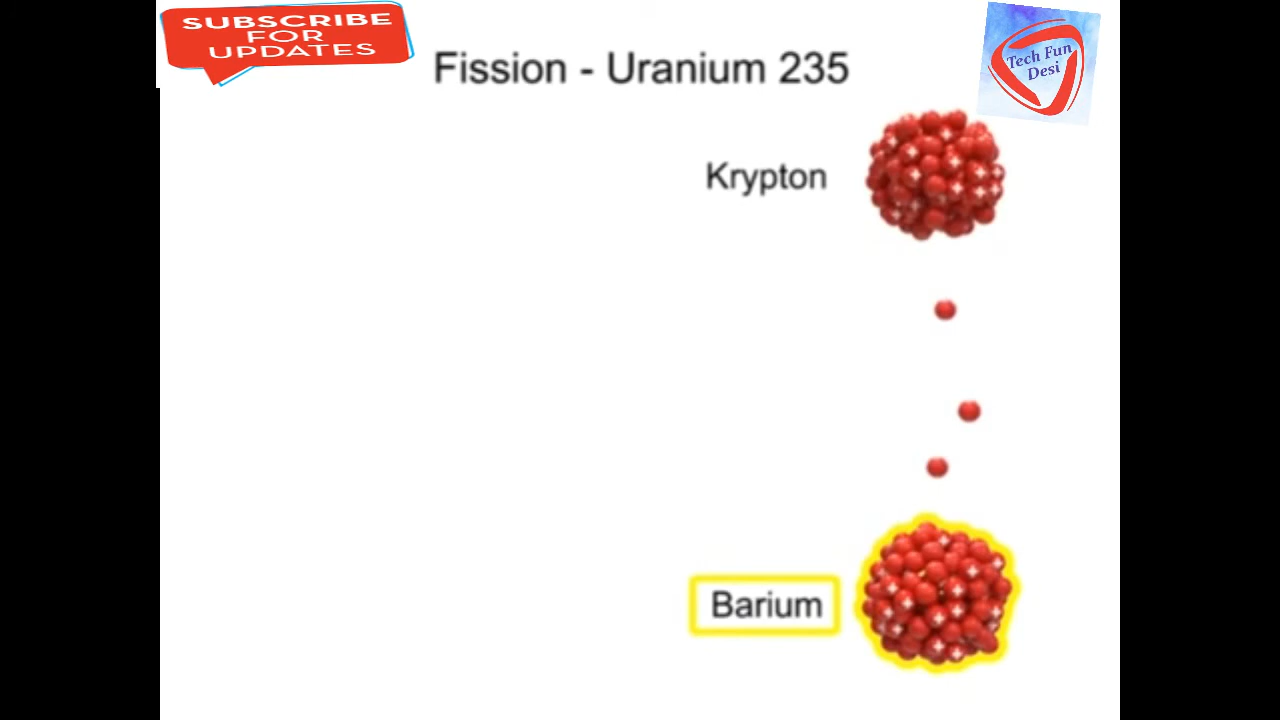 SUBSCRIBE
FOR
UPDATES
Fission - Uranium 235
Tech Fun
Desi
Krypton
Barium